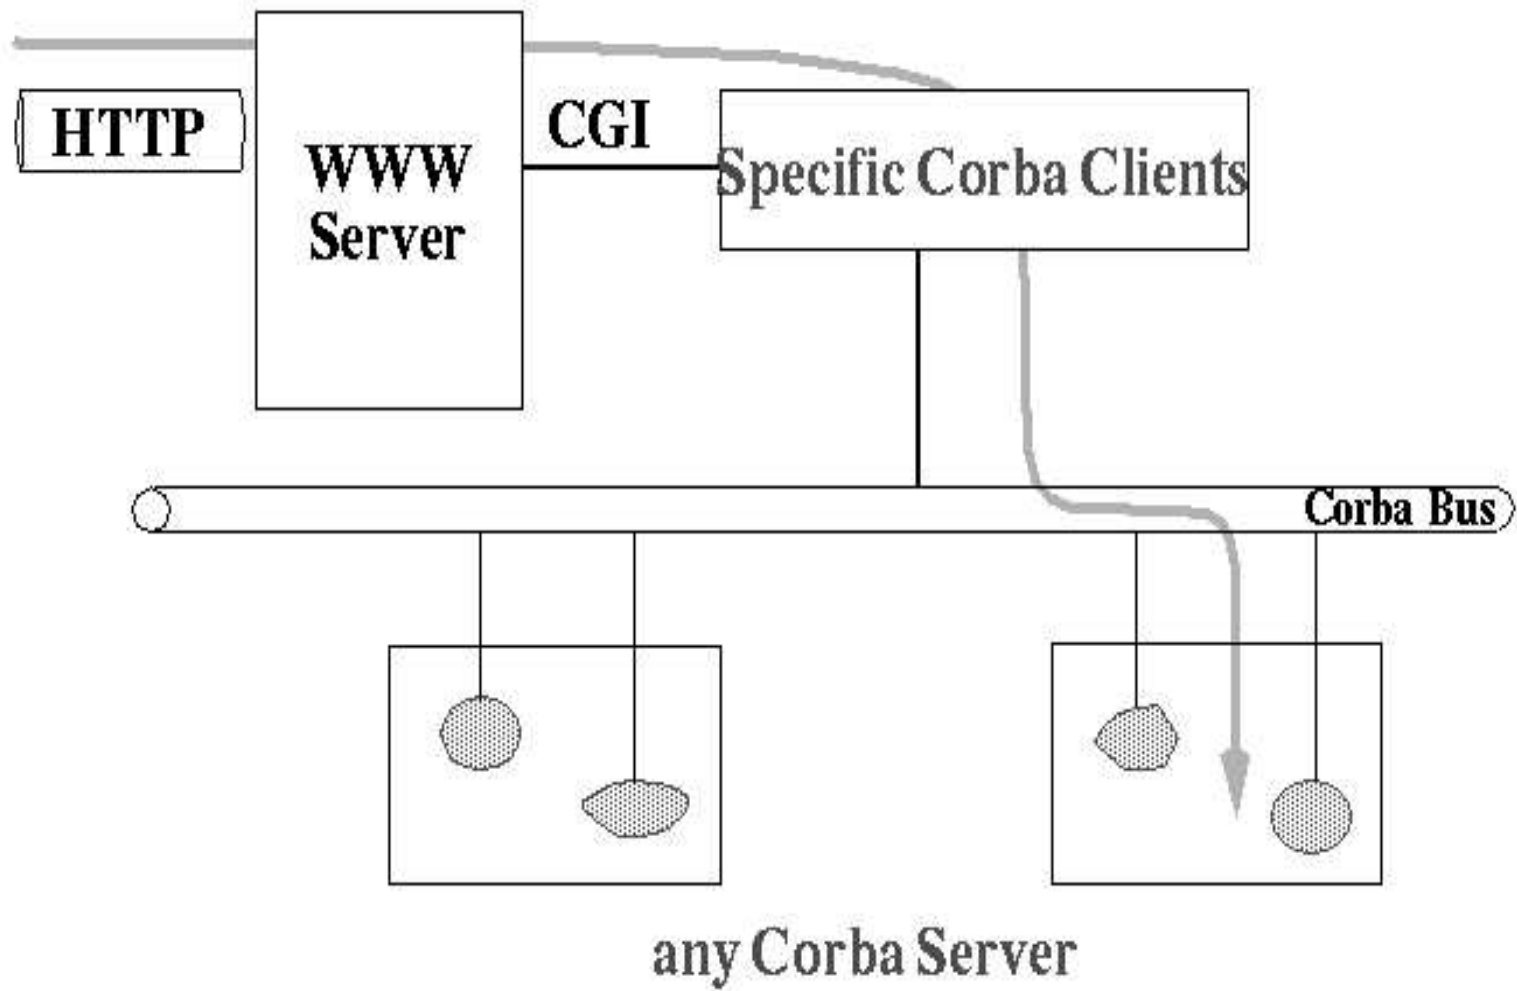 HTTP
WWW
Server
CGI
Specific Corba Clients
Corba Bus
any Corba Server